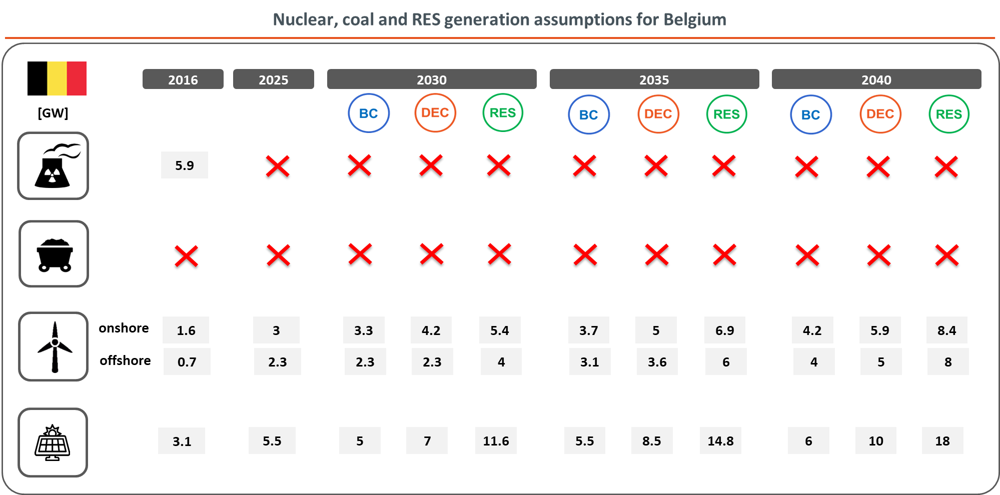 Nuclear, coal and RES generation assumptions for Belgium
2016 2025 2030 2035 2040
[GW] BC DEC RES BC DEC RES BC DEC RES
5.9
onshore 1.6 3 3.3 4.2 5.4 3.7 5 6.9 4.2 5.9 8.4
offshore 0.7 2.3 2.3 2.3 4 3.1 3.6 6 4 5 8
3.1 5.5 5 7 11.6 5.5 8.5 14.8 6 10 18